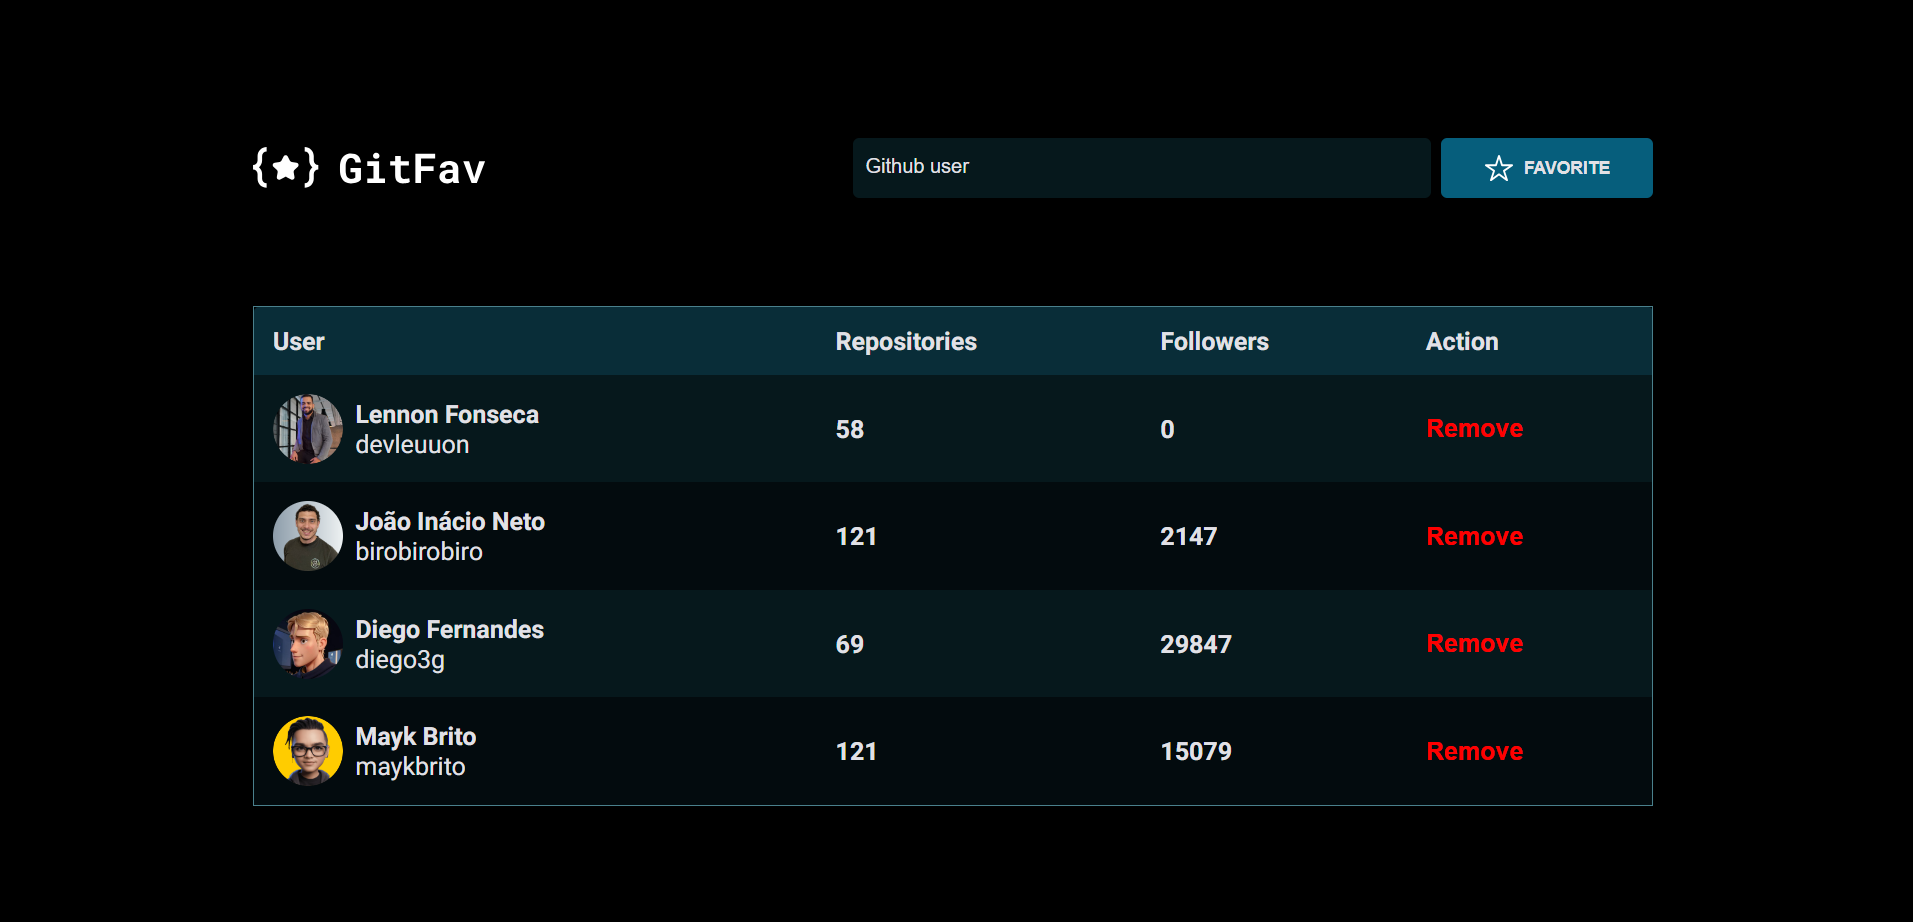 {★} GitFav
Github user
FAVORITE
User Repositories Followers Action
Lennon Fonseca
devleuuon
58 0 Remove
João Inácio Neto
birobirobiro
121 2147 Remove
Diego Fernandes
diego3g
69 29847 Remove
Mayk Brito
maykbrito
121 15079 Remove